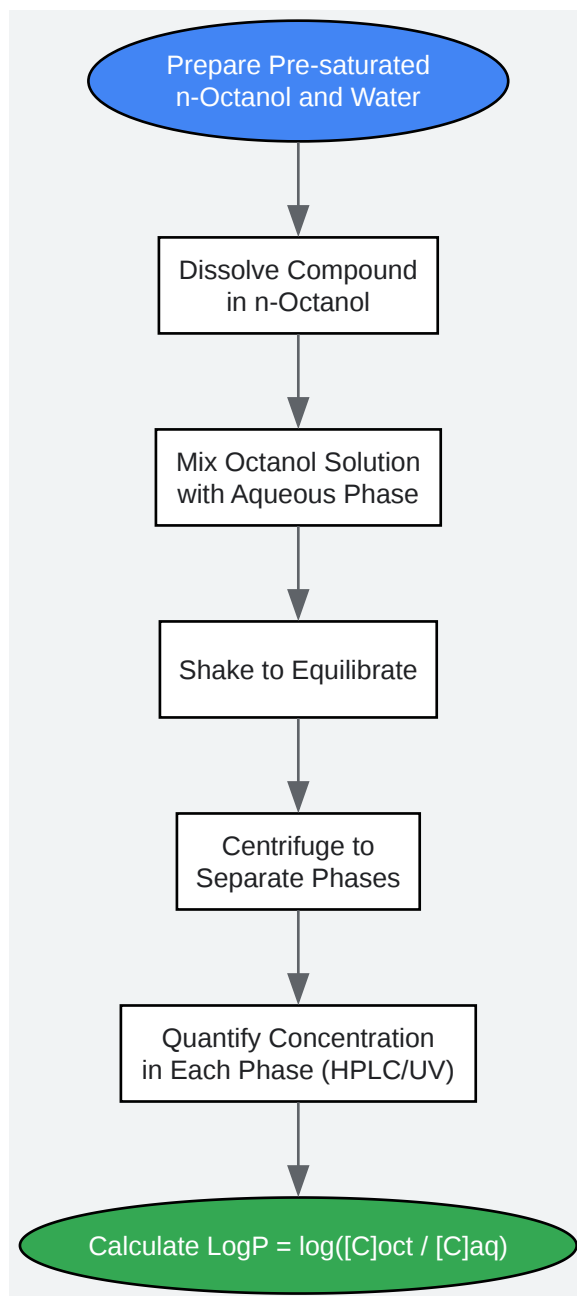 Prepare Pre-saturated
n-Octanol and Water
Dissolve Compound
in n-Octanol
Mix Octanol Solution
with Aqueous Phase
Shake to Equilibrate
Centrifuge to
Separate Phases
Quantify Concentration
in Each Phase (HPLC/UV)
Calculate LogP = log([C]oct / [C]aq)